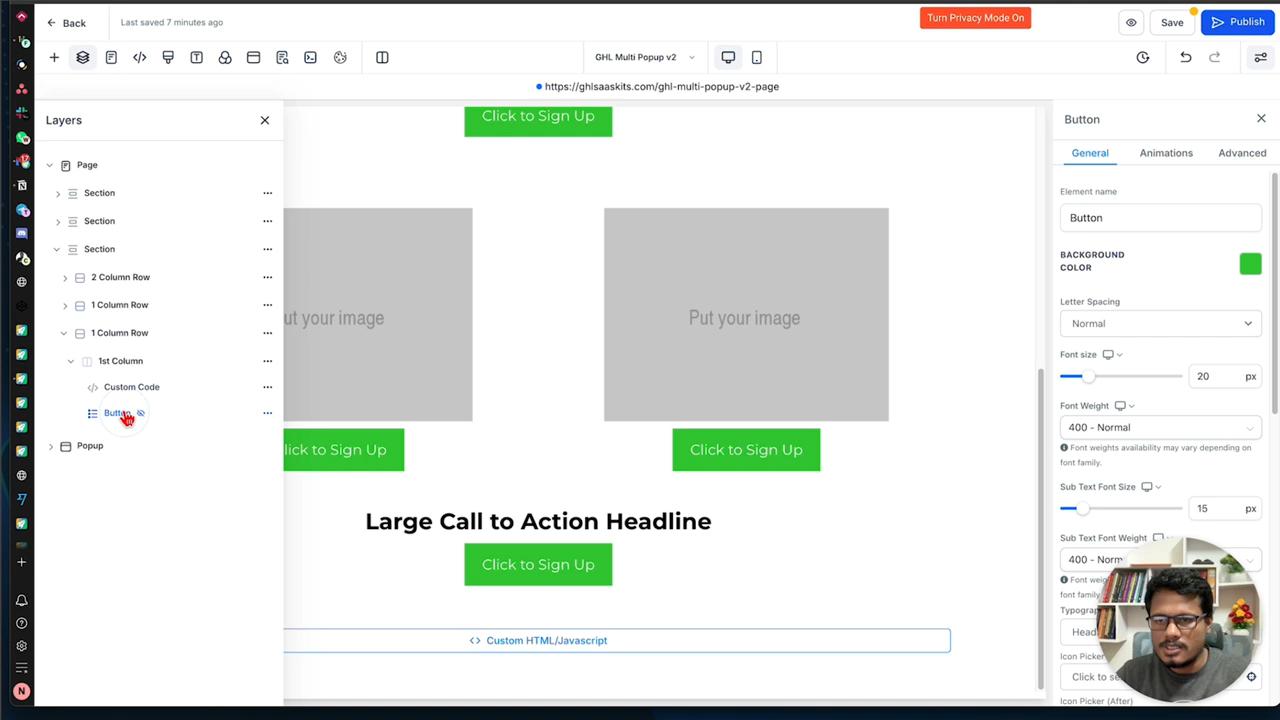 Back
Last saved 7 minutes ago
Turn Privacy Mode On
Save
Publish
GHL Multi Popup v2
https://ghlsaaskits.com/ghl-multi-popup-v2-page
Layers
Page
Section
Section
Section
2 Column Row
1 Column Row
1 Column Row
1st Column
Custom Code
Button
Popup
Click to Sign Up
ut your image
Put your image
lick to Sign Up
Click to Sign Up
Large Call to Action Headline
Click to Sign Up
<> Custom HTML/Javascript
Button
General
Animations
Advanced
Element name
Button
BACKGROUND
COLOR
Letter Spacing
Normal
Font size
20
px
Font Weight
400 - Normal
Font weights availability may vary depending on
font family.
Sub Text Font Size
15
px
Sub Text Font Weight
400 - Norm
Font weig
font family.
Typograp
Head
Icon Picker
Click to se
Icon Picker (After)
N